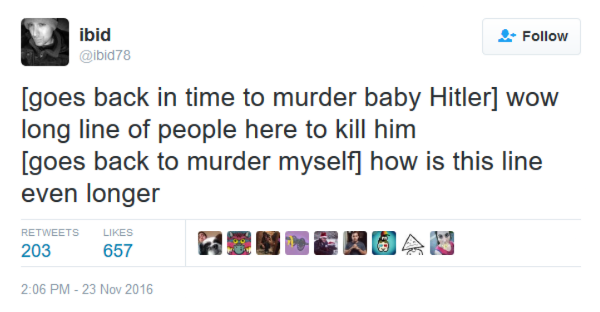 ibid
@ibid78
Follow
[goes back in time to murder baby Hitler] wow
long line of people here to kill him
[goes back to murder myself] how is this line
even longer
RETWEETS LIKES
203 657
2:06 PM - 23 Nov 2016